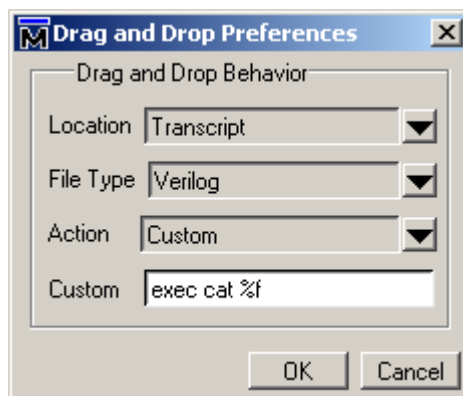 M Drag and Drop Preferences
Drag and Drop Behavior
Location Transcript
File Type Verilog
Action Custom
Custom exec cat %f
OK Cancel